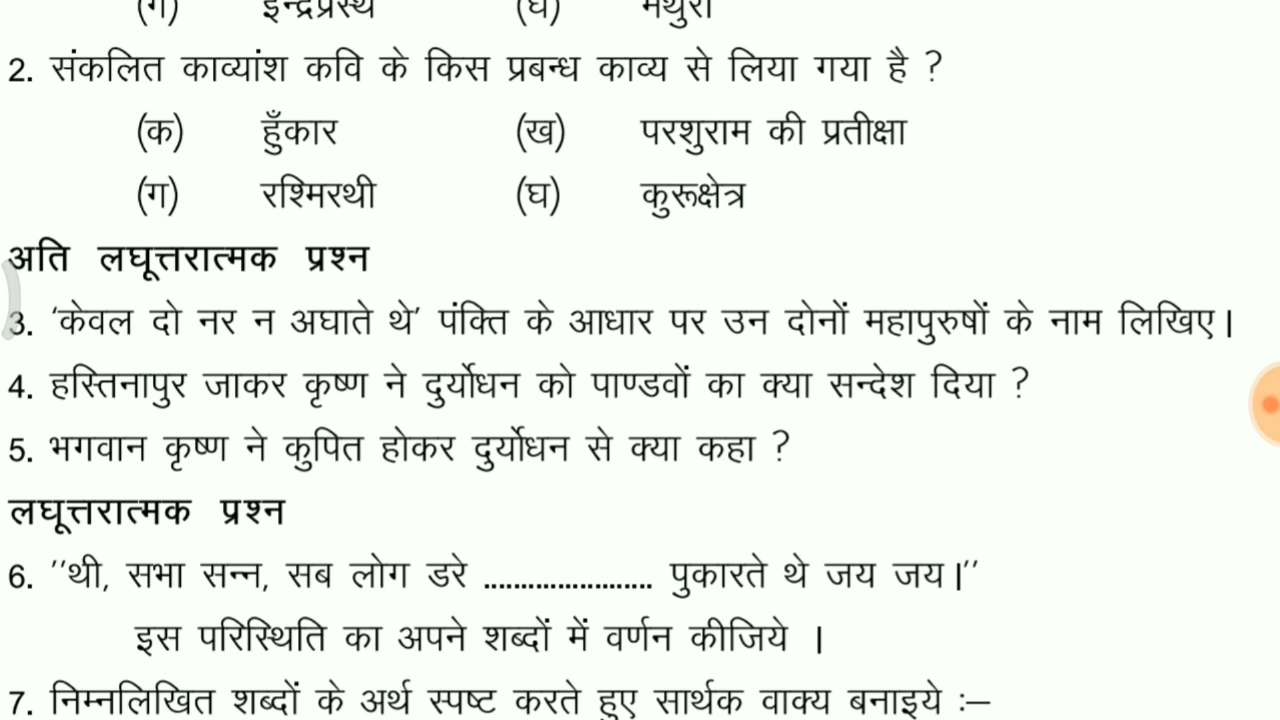 (ग) इन्द्रप्रस्थ (घ) मथुरा
2. संकलित काव्यांश कवि के किस प्रबन्ध काव्य से लिया गया है ?
(क) हुँकार (ख) परशुराम की प्रतीक्षा
(ग) रश्मिरथी (घ) कुरूक्षेत्र
अति लघूत्तरात्मक प्रश्न
3. ‘केवल दो नर न अघाते थे’ पंक्ति के आधार पर उन दोनों महापुरुषों के नाम लिखिए।
4. हस्तिनापुर जाकर कृष्ण ने दुर्योधन को पाण्डवों का क्या सन्देश दिया ?
5. भगवान कृष्ण ने कुपित होकर दुर्योधन से क्या कहा ?
लघूत्तरात्मक प्रश्न
6. ‘‘थी, सभा सन्न, सब लोग डरे ....................... पुकारते थे जय जय।’’
इस परिस्थिति का अपने शब्दों में वर्णन कीजिये ।
7. निम्नलिखित शब्दों के अर्थ स्पष्ट करते हुए सार्थक वाक्य बनाइये :–